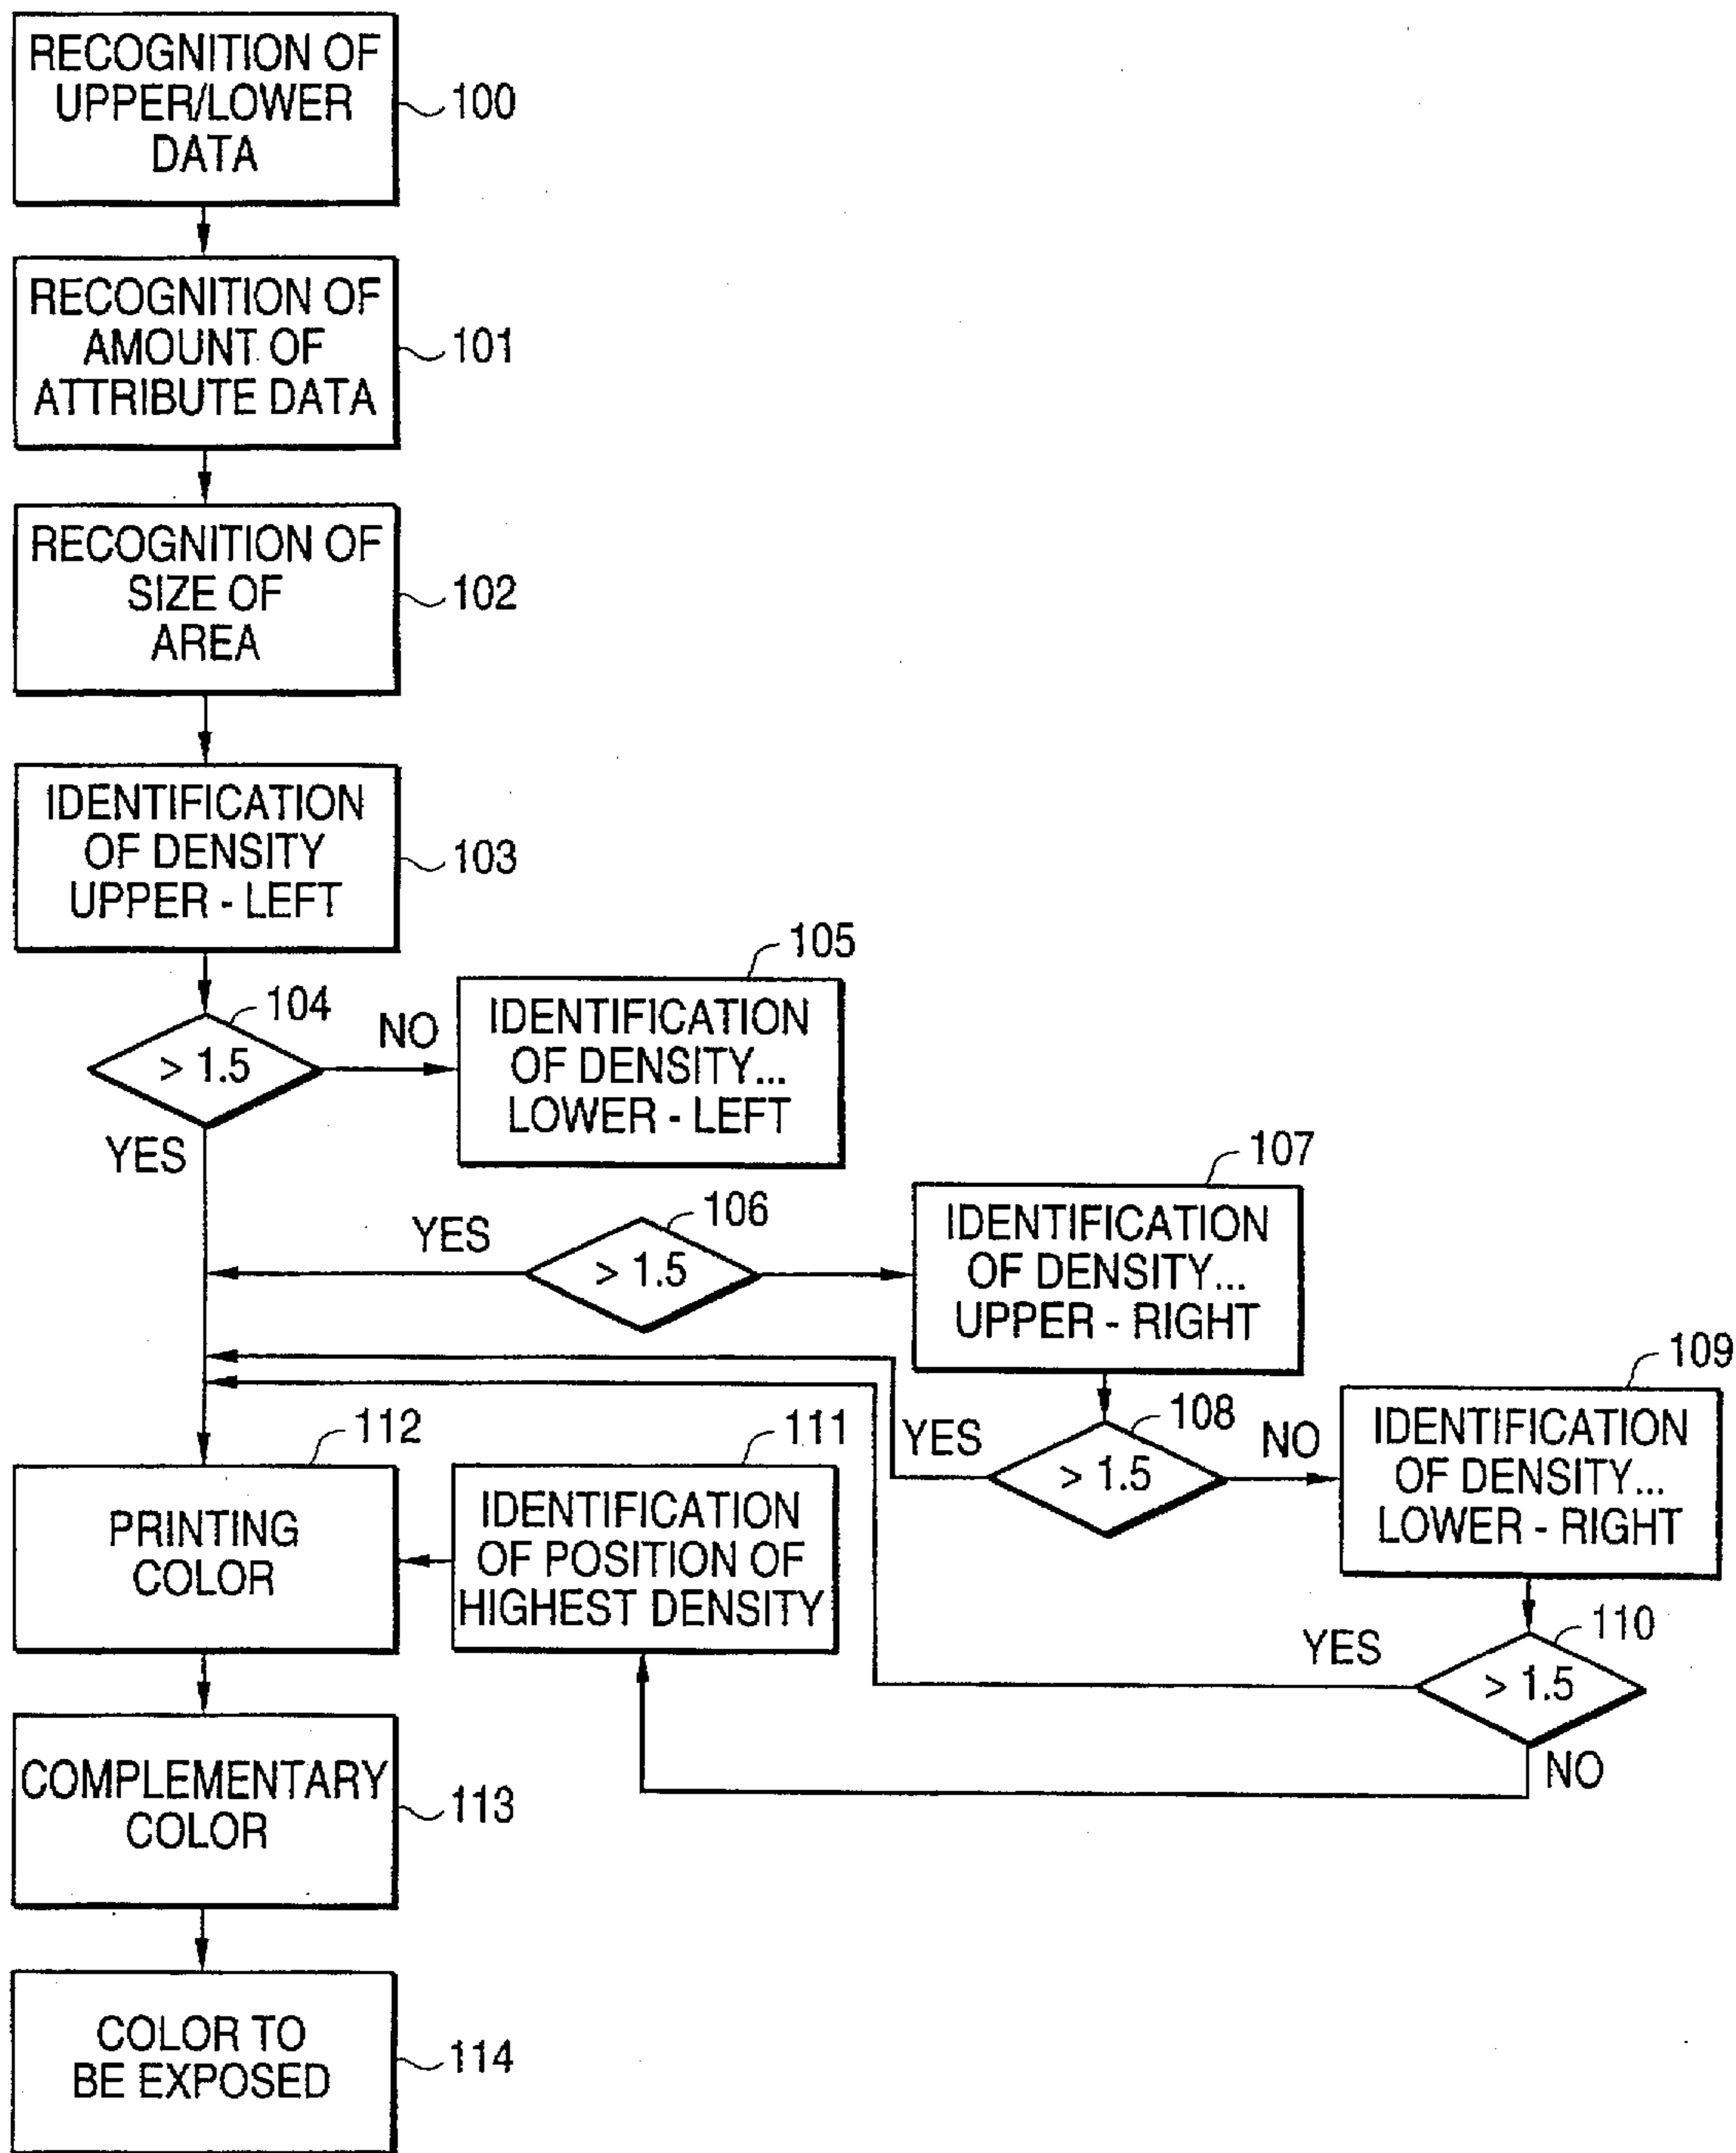 RECOGNITION OF
UPPER/LOWER
DATA
100
RECOGNITION OF
AMOUNT OF
ATTRIBUTE DATA
101
RECOGNITION OF
SIZE OF
AREA
102
IDENTIFICATION
OF DENSITY
UPPER - LEFT
103
104
> 1.5
NO
YES
105
IDENTIFICATION
OF DENSITY...
LOWER - LEFT
106
YES
> 1.5
107
IDENTIFICATION
OF DENSITY...
UPPER - RIGHT
108
YES
> 1.5
NO
109
IDENTIFICATION
OF DENSITY...
LOWER - RIGHT
110
YES
> 1.5
NO
111
IDENTIFICATION
OF POSITION OF
HIGHEST DENSITY
112
PRINTING
COLOR
COMPLEMENTARY
COLOR
113
COLOR TO
BE EXPOSED
114